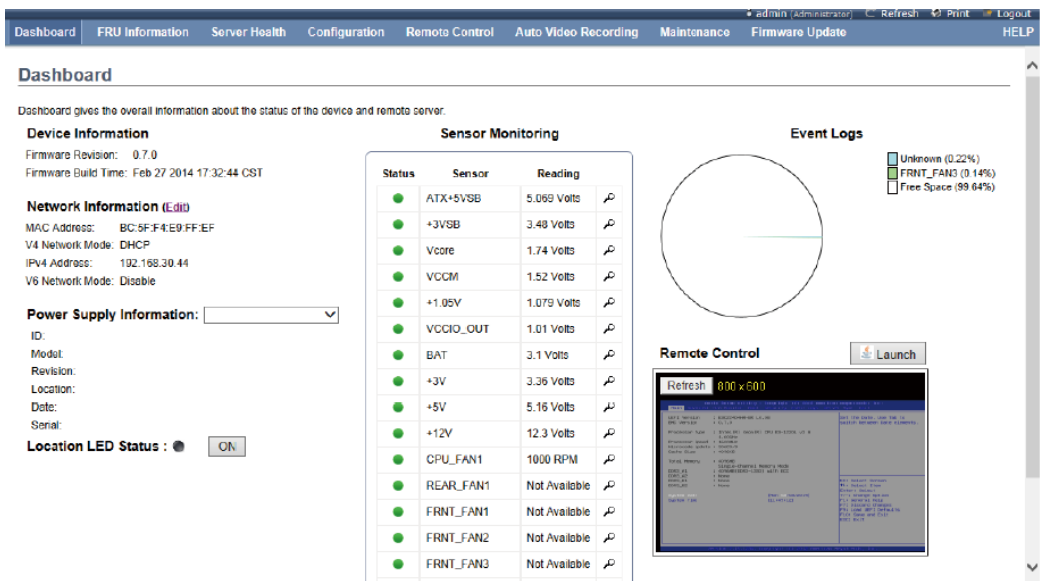 admin (Administrator) Refresh Print Logout
Dashboard FRU Information Server Health Configuration Remote Control Auto Video Recording Maintenance Firmware Update HELP
Dashboard
Dashboard gives the overall information about the status of the device and remote server.
Device Information
Firmware Revision: 0.7.0
Firmware Build Time: Feb 27 2014 17:32:44 CST
Network Information (Edit)
MAC Address: BC:5F:F4:E9:FF:EF
V4 Network Mode: DHCP
IPv4 Address: 192.168.30.44
V6 Network Mode: Disable
Power Supply Information:
ID:
Model:
Revision:
Location:
Date:
Serial:
Location LED Status : ON
Sensor Monitoring
Status Sensor Reading
ATX+5VSB 5.069 Volts
+3VSB 3.48 Volts
Vcore 1.74 Volts
VCCM 1.52 Volts
+1.05V 1.079 Volts
VCCIO_OUT 1.01 Volts
BAT 3.1 Volts
+3V 3.36 Volts
+5V 5.16 Volts
+12V 12.3 Volts
CPU_FAN1 1000 RPM
REAR_FAN1 Not Available
FRNT_FAN1 Not Available
FRNT_FAN2 Not Available
FRNT_FAN3 Not Available
Event Logs
Unknown (0.22%)
FRNT_FAN3 (0.14%)
Free Space (99.64%)
Remote Control Launch
Refresh 800 x 600